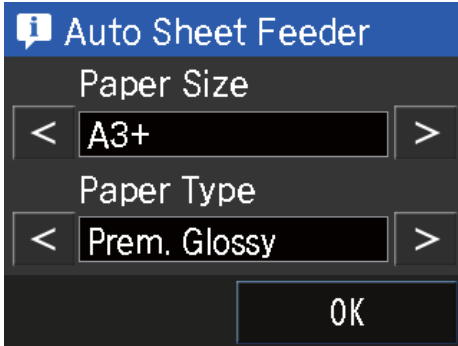 Auto Sheet Feeder
Paper Size
< A3+ >
Paper Type
< Prem. Glossy >
OK